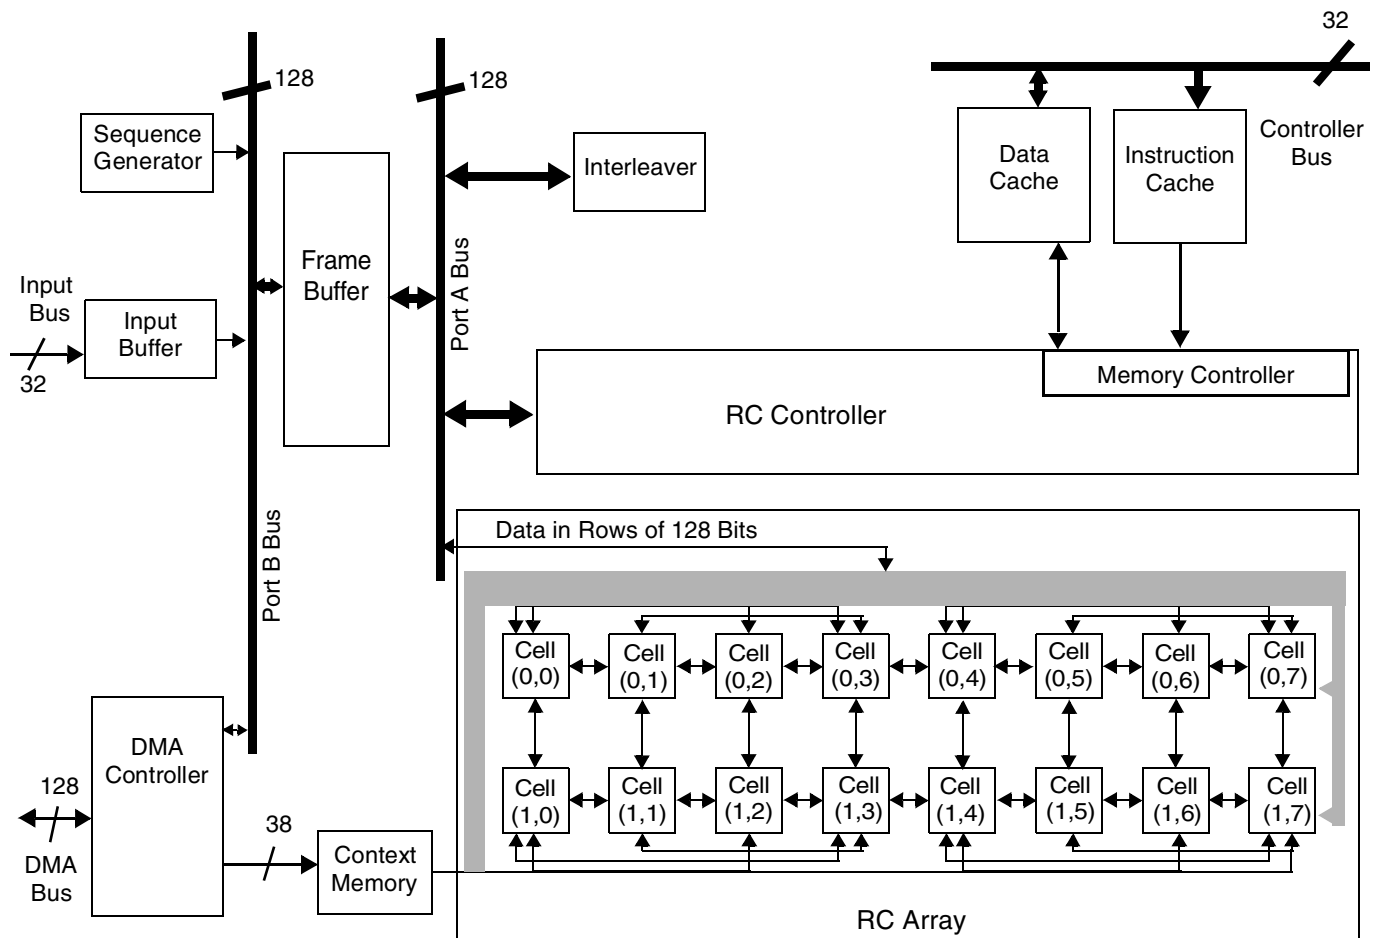 32
128
128
Sequence
Generator
Interleaver
Data
Cache
Instruction
Cache
Controller
Bus
Frame
Buffer
Port A Bus
Input
Bus
32
Input
Buffer
Memory Controller
RC Controller
Port B Bus
Data in Rows of 128 Bits
Cell
(0,0)
Cell
(0,1)
Cell
(0,2)
Cell
(0,3)
Cell
(0,4)
Cell
(0,5)
Cell
(0,6)
Cell
(0,7)
Cell
(1,0)
Cell
(1,1)
Cell
(1,2)
Cell
(1,3)
Cell
(1,4)
Cell
(1,5)
Cell
(1,6)
Cell
(1,7)
DMA
Controller
128
DMA
Bus
38
Context
Memory
RC Array